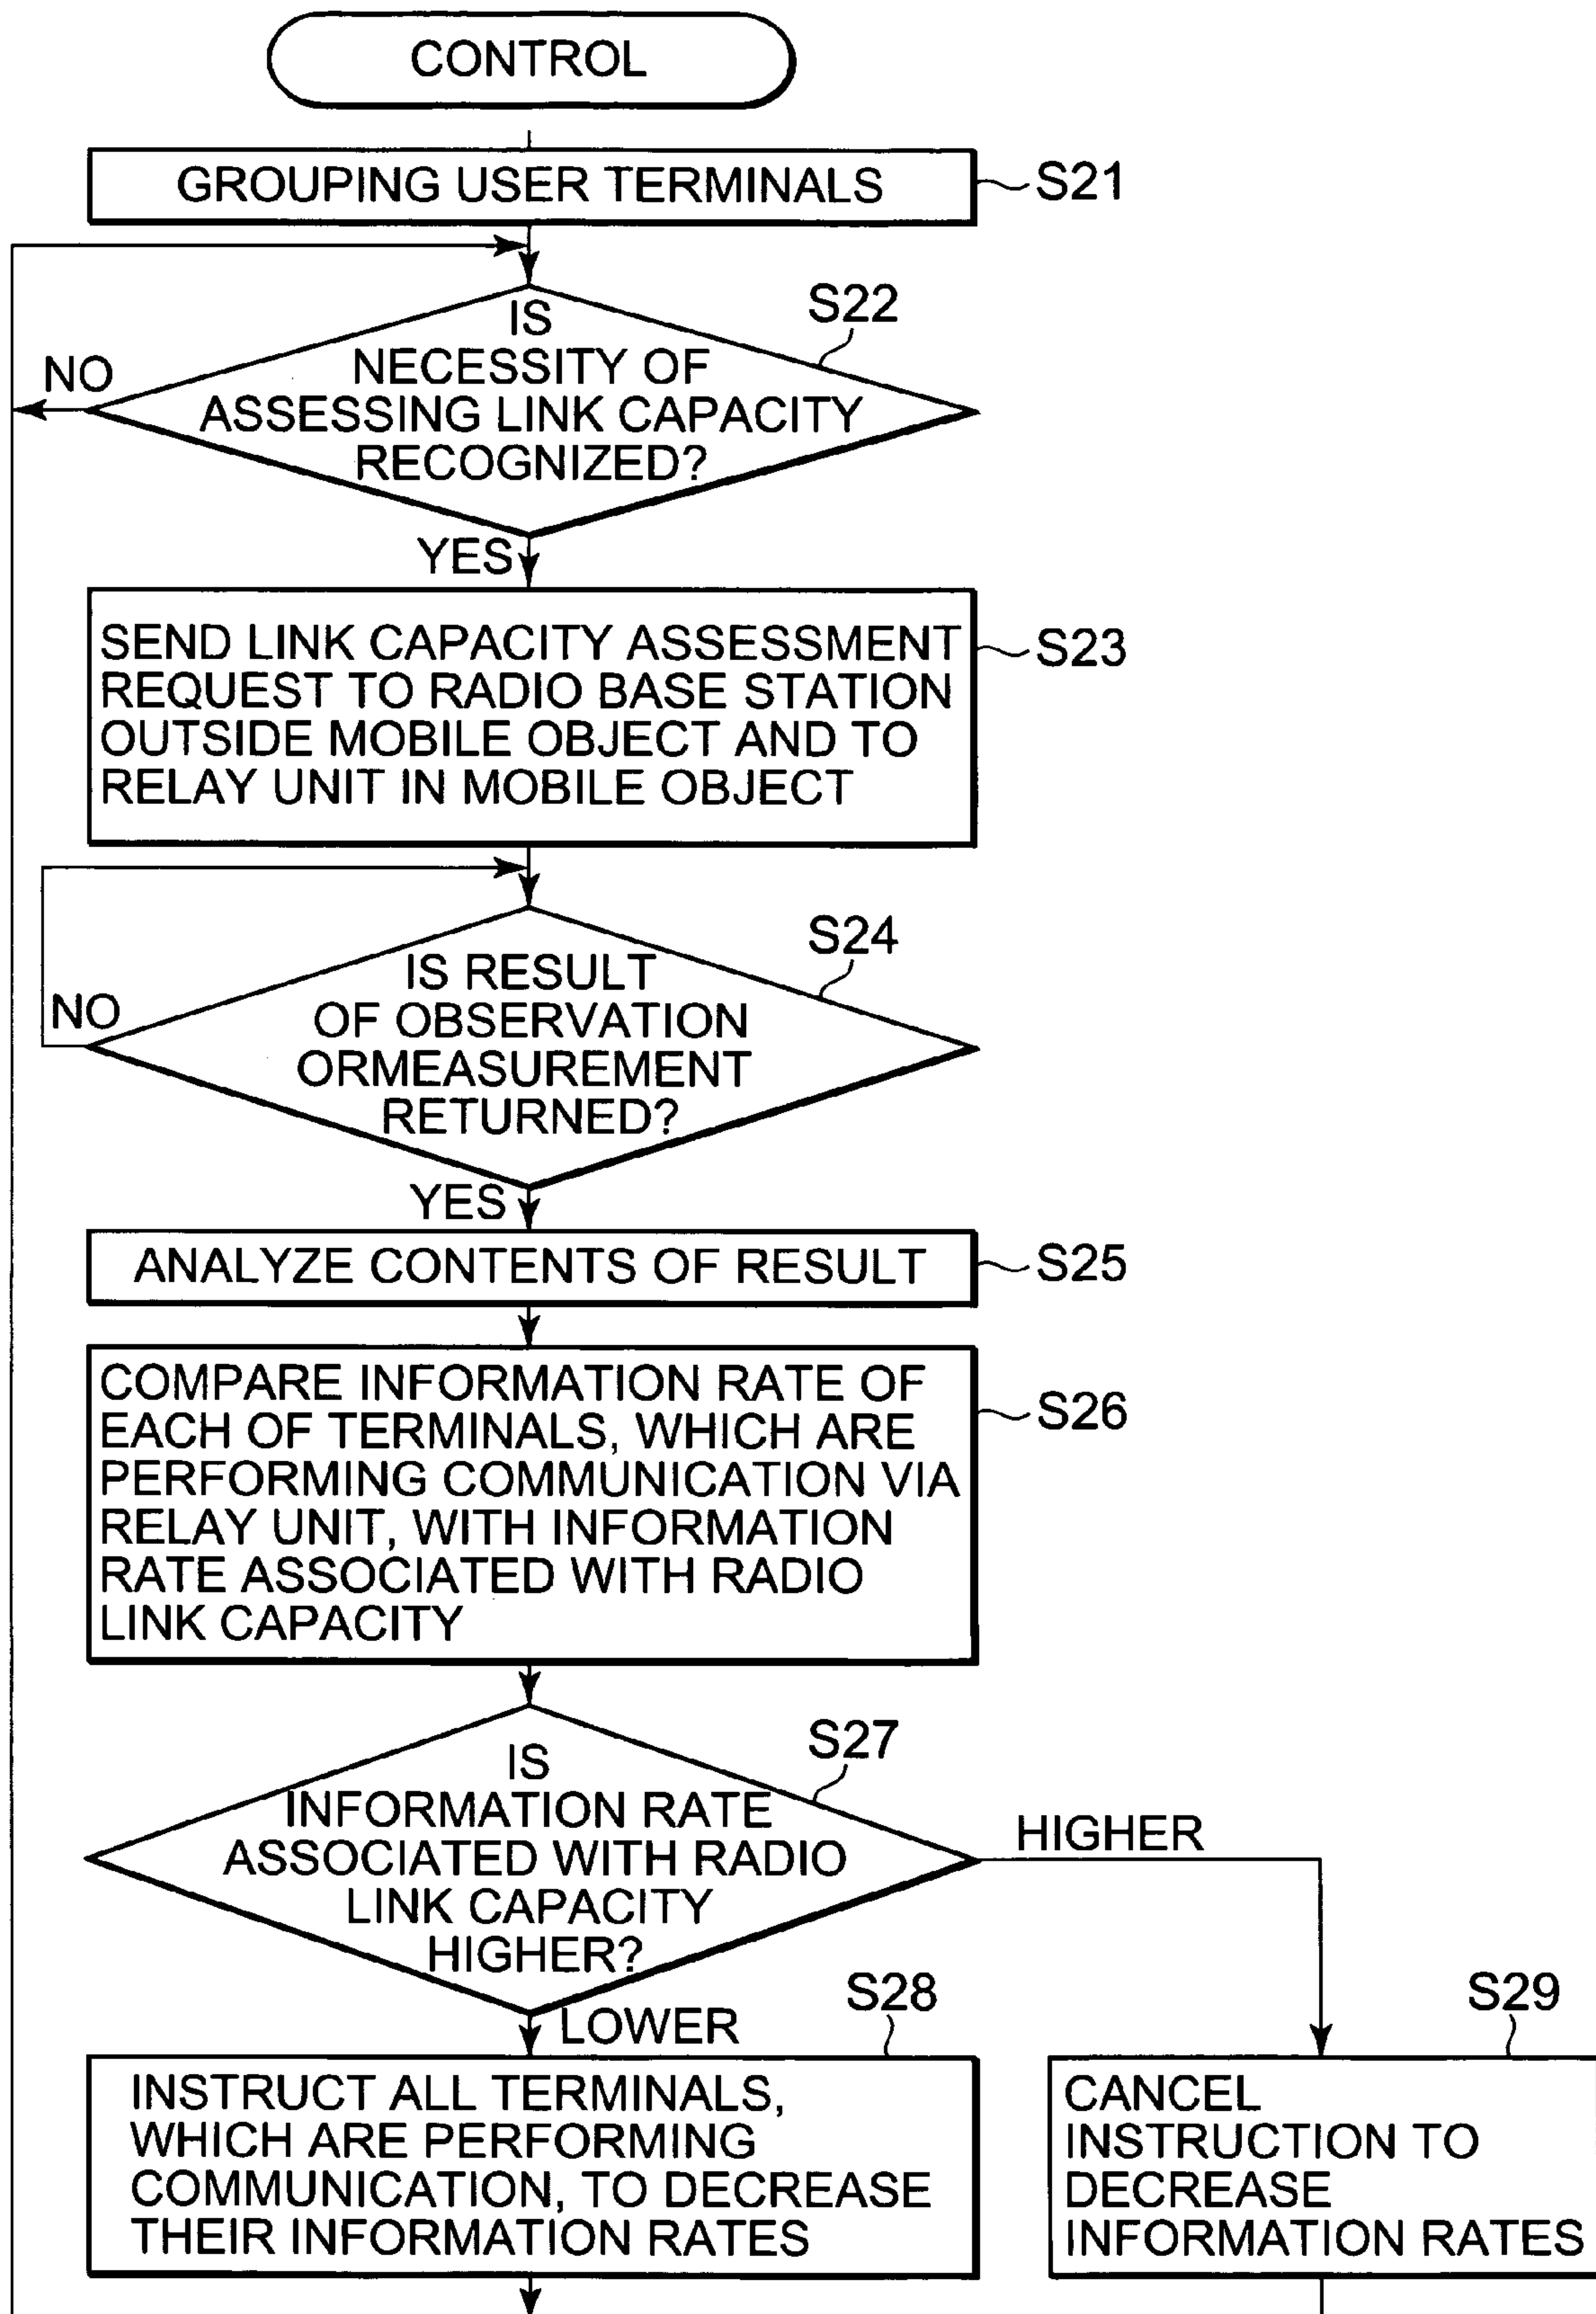 CONTROL
GROUPING USER TERMINALS
S21
S22
IS
NECESSITY OF
ASSESSING LINK CAPACITY
RECOGNIZED?
NO
YES
SEND LINK CAPACITY ASSESSMENT
REQUEST TO RADIO BASE STATION
OUTSIDE MOBILE OBJECT AND TO
RELAY UNIT IN MOBILE OBJECT
S23
S24
IS RESULT
OF OBSERVATION
ORMEASUREMENT
RETURNED?
NO
YES
ANALYZE CONTENTS OF RESULT
S25
COMPARE INFORMATION RATE OF
EACH OF TERMINALS, WHICH ARE
PERFORMING COMMUNICATION VIA
RELAY UNIT, WITH INFORMATION
RATE ASSOCIATED WITH RADIO
LINK CAPACITY
S26
S27
IS
INFORMATION RATE
ASSOCIATED WITH RADIO
LINK CAPACITY
HIGHER?
HIGHER
LOWER
S28
INSTRUCT ALL TERMINALS,
WHICH ARE PERFORMING
COMMUNICATION, TO DECREASE
THEIR INFORMATION RATES
S29
CANCEL
INSTRUCTION TO
DECREASE
INFORMATION RATES